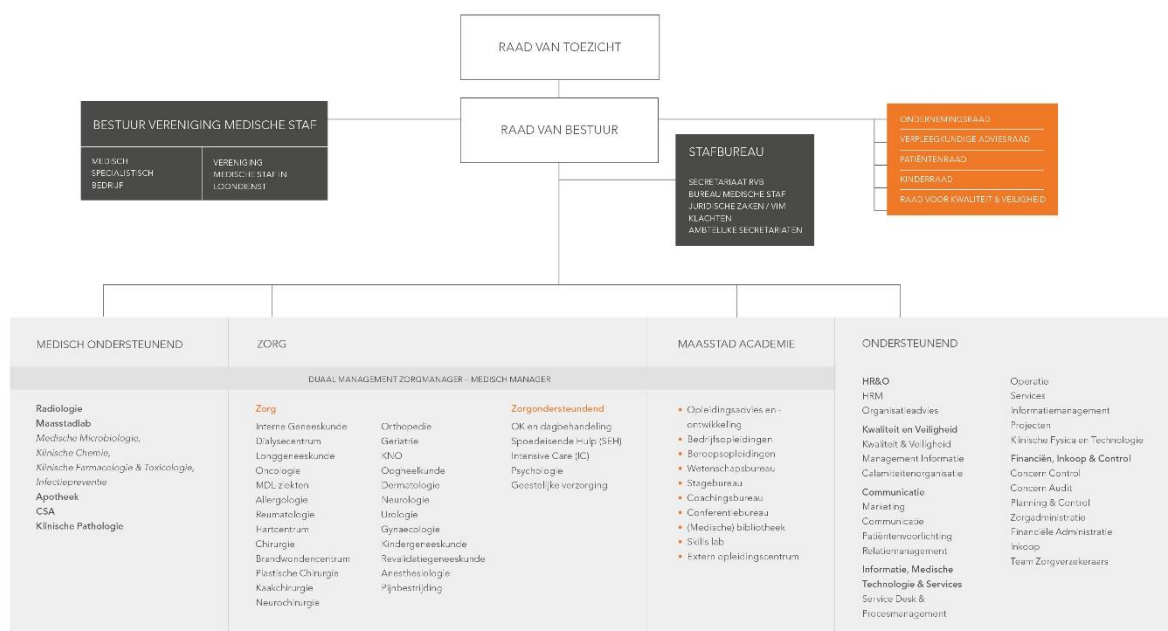 RAAD VAN TOEZICHT
RAAD VAN BESTUUR
BESTUUR VERENIGING MEDISCHE STAF
MEDISCH
SPECIALISTISCH
BEDRIJF
VERENIGING
MEDISCHE STAF IN
LOONDIENST
STAFBUREAU
SECRETARIAAT RVB
BUREAU MEDISCHE STAF
JURIDISCHE ZAKEN / VIM
KLACHTEN
AMBTELIJKE SECRETARIATEN
ONDERNEMINGSRAAD
VERPLEEGKUNDIGE ADVIESRAAD
PATIËNTENRAAD
KINDERRAAD
RAAD VOOR KWALITEIT & VEILIGHEID
MEDISCH ONDERSTEUNEND
ZORG
MAASSTAD ACADEMIE
ONDERSTEUNEND
DUAAL MANAGEMENT ZORGMANAGER - MEDISCH MANAGER
Radiologie
Maasstadlab
Medische Microbiologie,
Klinische Chemie,
Klinische Farmacologie & Toxicologie,
Infectiepreventie
Apotheek
CSA
Klinische Pathologie
Zorg
Interne Geneeskunde
Dialysecentrum
Longgeneeskunde
Oncologie
MDL ziekten
Allergologie
Reumatologie
Hartcentrum
Chirurgie
Brandwondencentrum
Plastische Chirurgie
Kaakchirurgie
Neurochirurgie
Orthopedie
Geriatrie
KNO
Oogheelkunde
Dermatologie
Neurologie
Urologie
Gynaecologie
Kindergeneeskunde
Revalidatiegeneeskunde
Anesthesiologie
Pijnbestrijding
Zorgondersteundend
OK en dagbehandeling
Spoedeisende Hulp (SEH)
Intensive Care (IC)
Psychologie
Geestelijke verzorging
• Opleidingsadvies en -
ontwikkeling
• Bedrijfsopleidingen
• Beroepsopleidingen
• Wetenschapsbureau
• Stagebureau
• Coachingsbureau
• Conferentiebureau
• (Medische) bibliotheek
• Skills lab
• Extern opleidingscentrum
HR&O
HRM
Organisatieadvies
Kwaliteit en Veiligheid
Kwaliteit & Veiligheid
Management Informatie
Calamiteitenorganisatie
Communicatie
Marketing
Communicatie
Patiëntenvoorlichting
Relatiemanagement
Informatie, Medische
Technologie & Services
Service Desk &
Procesmanagement
Operatie
Services
Informatiemanagement
Projecten
Klinische Fysica en Technologie
Financiën, Inkoop & Control
Concern Control
Concern Audit
Planning & Control
Zorgadministratie
Financiële Administratie
Inkoop
Team Zorgverzekeraars